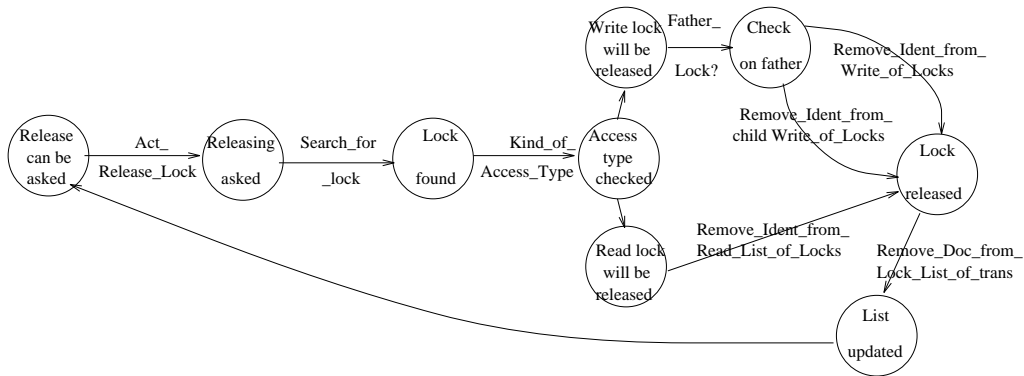 Release
can be
asked
Act_
Release_Lock
Releasing
asked
Search_for
_lock
Lock
found
Kind_of_
Access_Type
Access
type
checked
Write lock
will be
released
Father_
Lock?
Check
on father
Remove_Ident_from_
Write_of_Locks
Remove_Ident_from_
child Write_of_Locks
Read lock
will be
released
Remove_Ident_from_
Read_List_of_Locks
Lock
released
Remove_Doc_from_
Lock_List_of_trans
List
updated